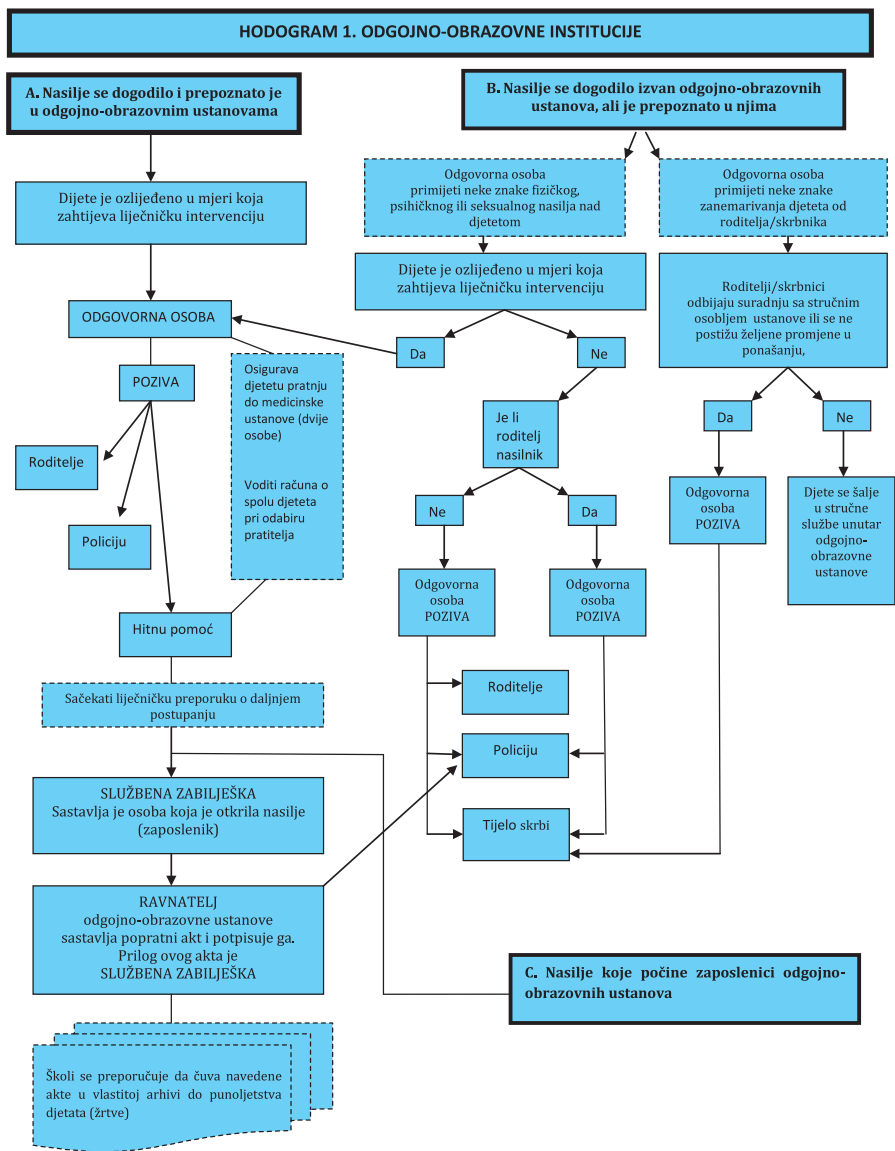 HODOGRAM 1. ODGOJNO-OBRAZOVNE INSTITUCIJE
A. Nasilje se dogodilo i prepoznato je
u odgojno-obrazovnim ustanovama
B. Nasilje se dogodilo izvan odgojno-obrazovnih
ustanova, ali je prepoznato u njima
Dijete je ozlijeđeno u mjeri koja
zahtijeva liječničku intervenciju
Odgovorna osoba
primijeti neke znake fizičkog,
psihičknog ili seksualnog nasilja nad
djetetom
Odgovorna osoba
primijeti neke znake
zanemarivanja djeteta od
roditelja/skrbnika
Dijete je ozlijeđeno u mjeri koja
zahtijeva liječničku intervenciju
Roditelji/skrbnici
odbijaju suradnju sa stručnim
osobljem ustanove ili se ne
postižu željene promjene u
ponašanju,
ODGOVORNA OSOBA
Da
Ne
POZIVA
Osigurava
djetetu pratnju
do medicinske
ustanove (dvije
osobe)
Voditi računa o
spolu djeteta
pri odabiru
pratitelja
Roditelje
Policiju
Hitnu pomoć
Je li
roditelj
nasilnik
Da
Ne
Ne
Da
Odgovorna
osoba
POZIVA
Djete se šalje
u stručne
službe unutar
odgojno-
obrazovne
ustanove
Odgovorna
osoba
POZIVA
Odgovorna
osoba
POZIVA
Roditelje
Policiju
Tijelo skrbi
Sačekati liječničku preporuku o daljnjem
postupanju
SLUŽBENA ZABILJEŠKA
Sastavlja je osoba koja je otkrila nasilje
(zaposlenik)
RAVNATELJ
odgojno-obrazovne ustanove
sastavlja popratni akt i potpisuje ga.
Prilog ovog akta je
SLUŽBENA ZABILJEŠKA
C. Nasilje koje počine zaposlenici odgojno-
obrazovnih ustanova
Školi se preporučuje da čuva navedene
akte u vlastitoj arhivi do punoljetstva
djetata (žrtve)